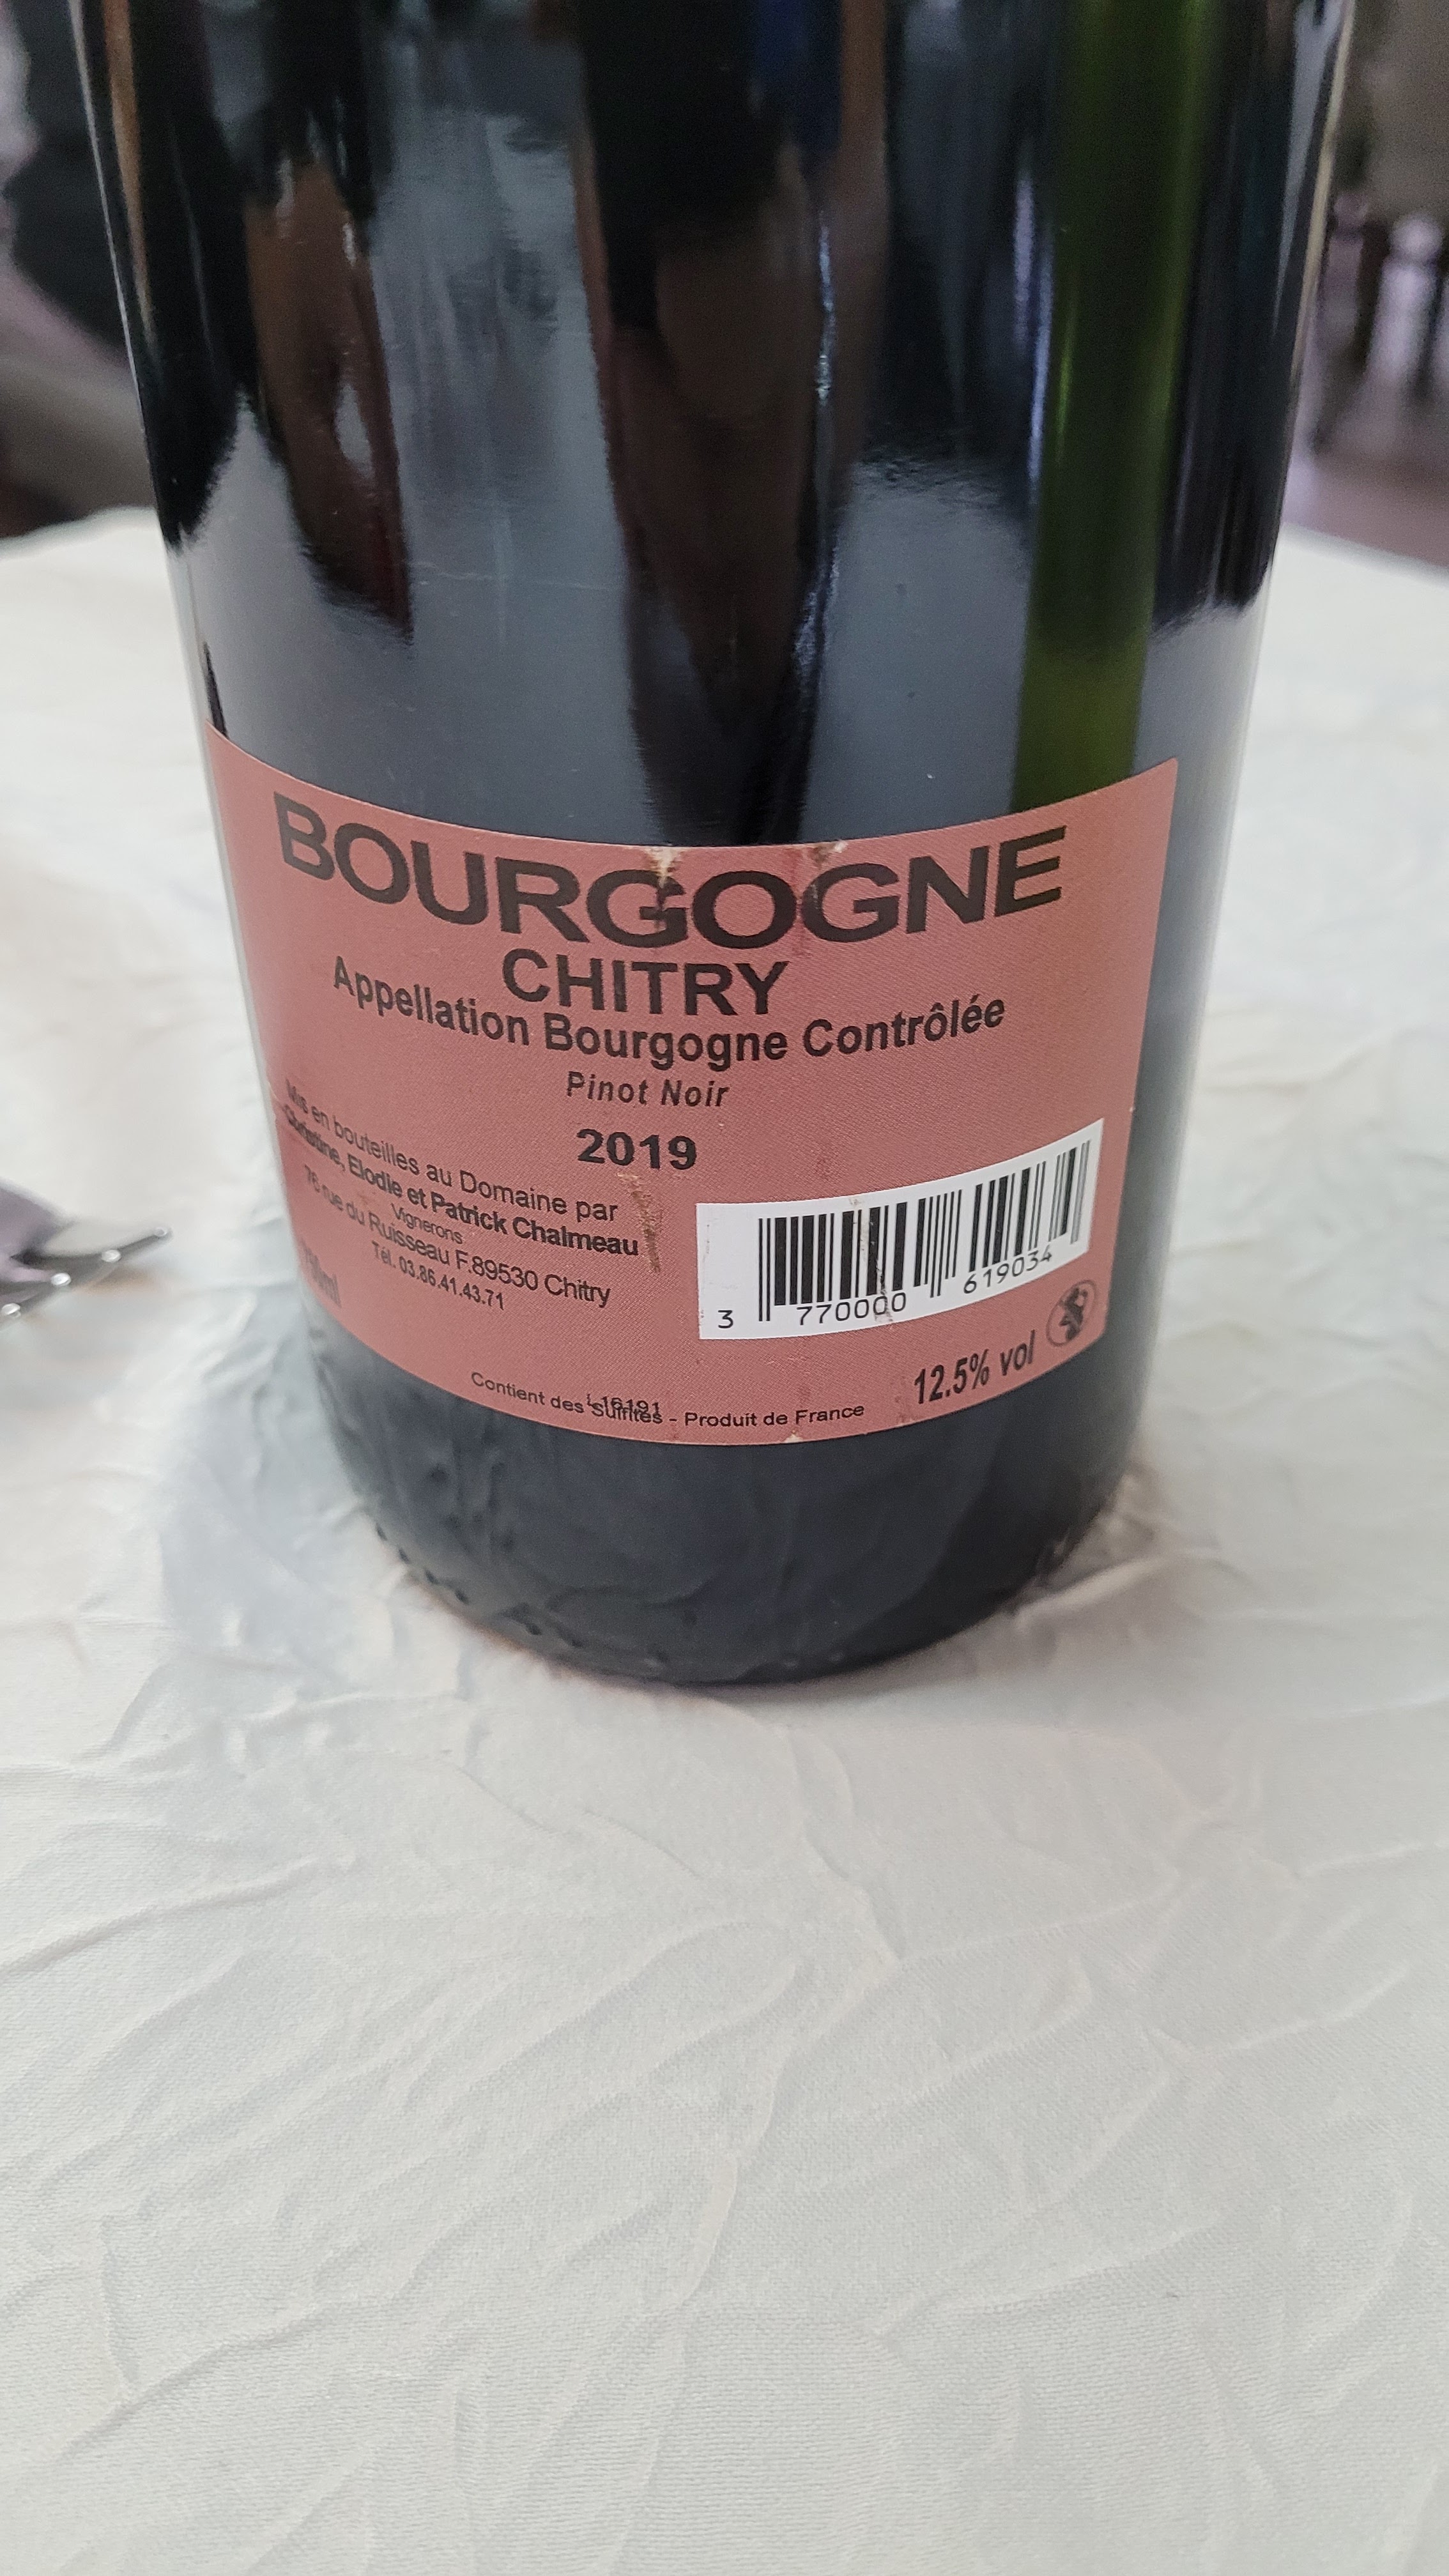 BOURGOGNE
CHITRY
Appellation Bourgogne Contrôlée
Pinot Noir
2019
Mis en bouteilles au Domaine par
Christine, Elodie et Patrick Chalmeau
Vignerons
76 rue du Ruisseau F.89530 Chitry
Tél. 03.86.41.43.71
3 770000 619034
12.5% vol
Contient des Sulfites - Produit de France